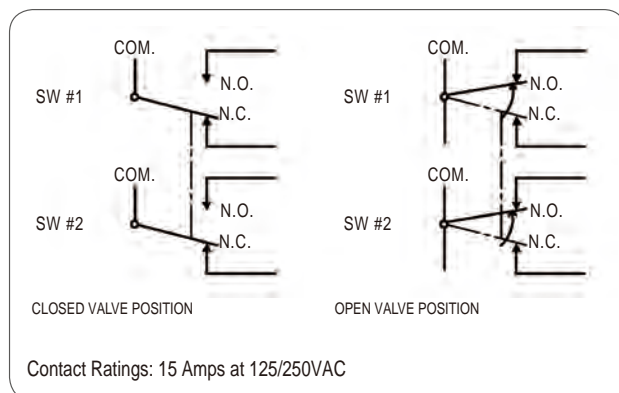 COM.
N.O.
SW #1
N.C.
COM.
N.O.
SW #2
N.C.
CLOSED VALVE POSITION
COM.
N.O.
SW #1
N.C.
COM.
N.O.
SW #2
N.C.
OPEN VALVE POSITION
Contact Ratings: 15 Amps at 125/250VAC